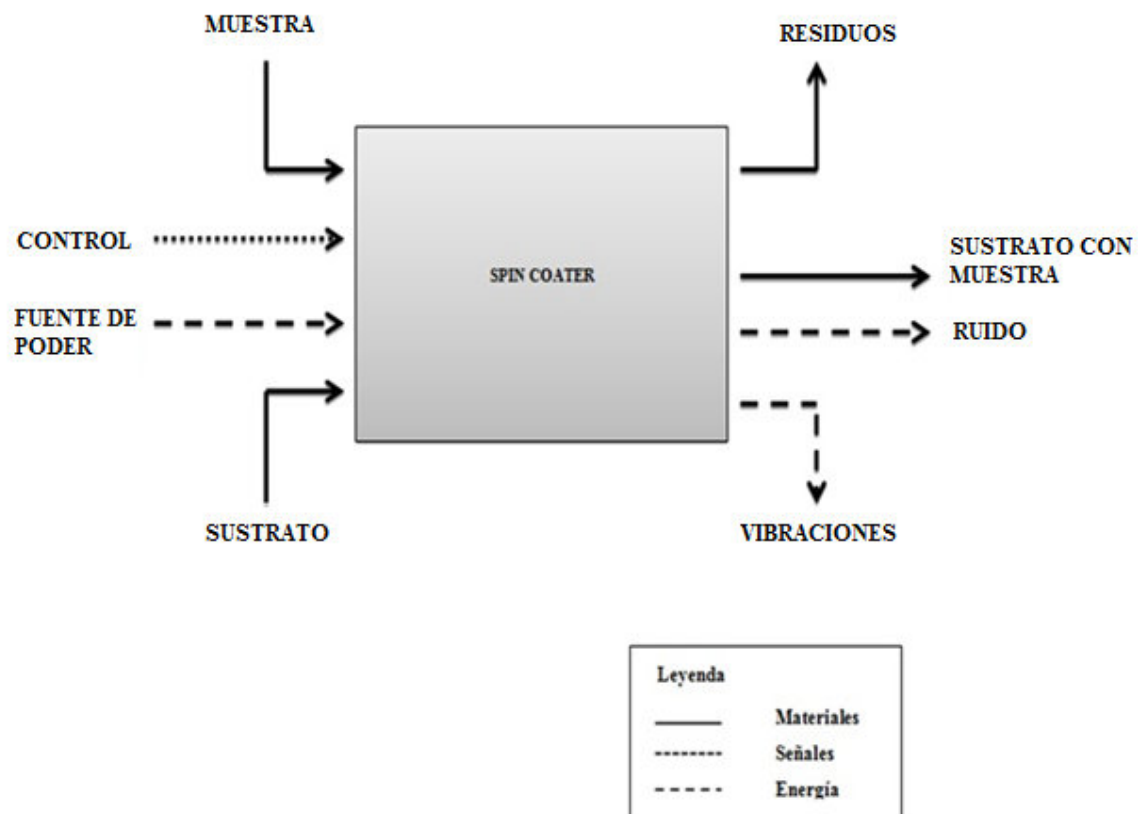 MUESTRA
RESIDUOS
CONTROL
SPIN COATER
SUSTRATO CON
MUESTRA
FUENTE DE
PODER
RUIDO
SUSTRATO
VIBRACIONES
Leyenda
Materiales
Señales
Energía